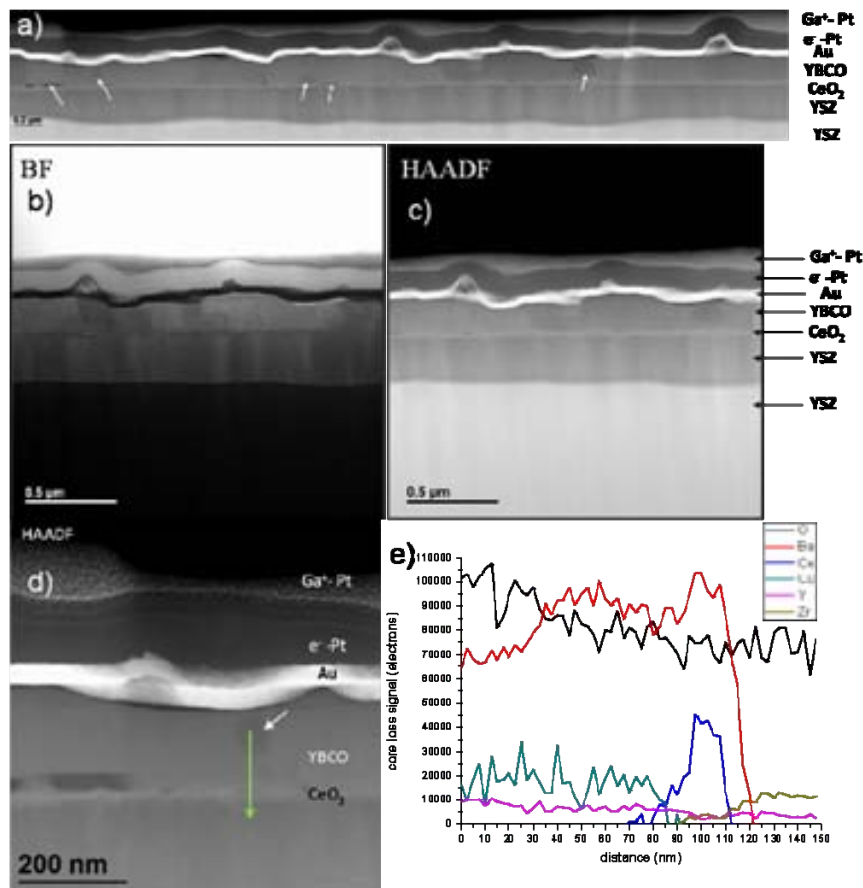 a)
Ga⁺- Pt
e⁻ -Pt
Au
YBCO
CeO₂
YSZ
YSZ
BF
b)
0.5 µm
HAADF
c)
0.5 µm
Ga⁺- Pt
e⁻ -Pt
Au
YBCO
CeO₂
YSZ
YSZ
HAADF
d)
Ga⁺- Pt
e⁻ -Pt
Au
YBCO
CeO₂
200 nm
e)
O
Ba
Ce
Y
Zr
core loss signal (electrons)
110000
100000
90000
80000
70000
60000
50000
40000
30000
20000
10000
0
0 10 20 30 40 50 60 70 80 90 100 110 120 130 140 150
distance (nm)